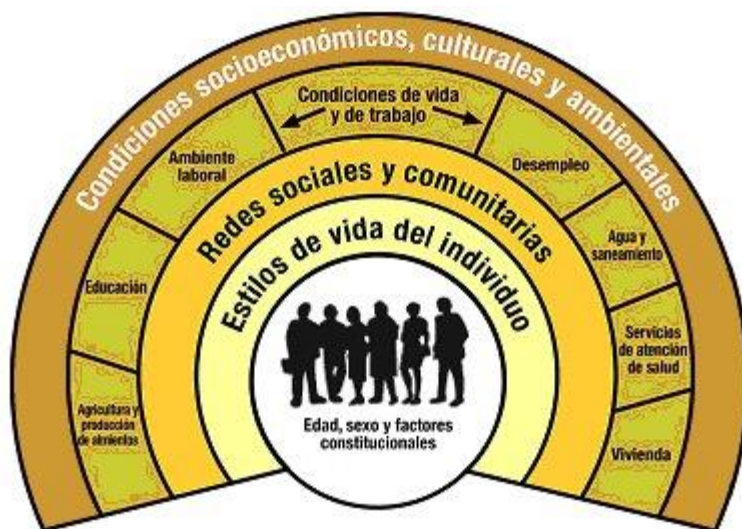 Condiciones socioeconómicos, culturales y ambientales
Condiciones de vida
y de trabajo
Ambiente
laboral
Desempleo
Educación
Agua y
saneamiento
Agricultura y
producción
de alimentos
Servicios
de atención
de salud
Vivienda
Redes sociales y comunitarias
Estilos de vida del individuo
Edad, sexo y factores
constitucionales